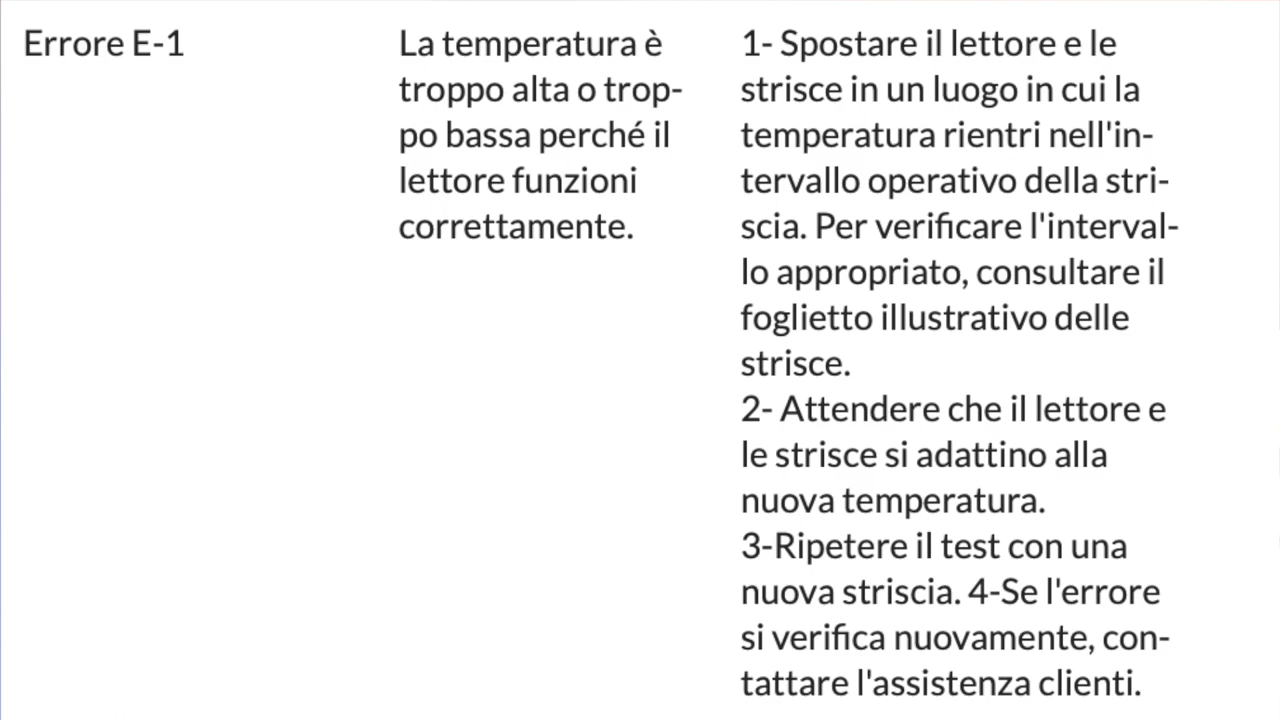 Errore E-1
La temperatura è
troppo alta o trop-
po bassa perché il
lettore funzioni
correttamente.
1- Spostare il lettore e le
strisce in un luogo in cui la
temperatura rientri nell'in-
tervallo operativo della stri-
scia. Per verificare l'interval-
lo appropriato, consultare il
foglietto illustrativo delle
strisce.
2- Attendere che il lettore e
le strisce si adattino alla
nuova temperatura.
3-Ripetere il test con una
nuova striscia. 4-Se l'errore
si verifica nuovamente, con-
tattare l'assistenza clienti.